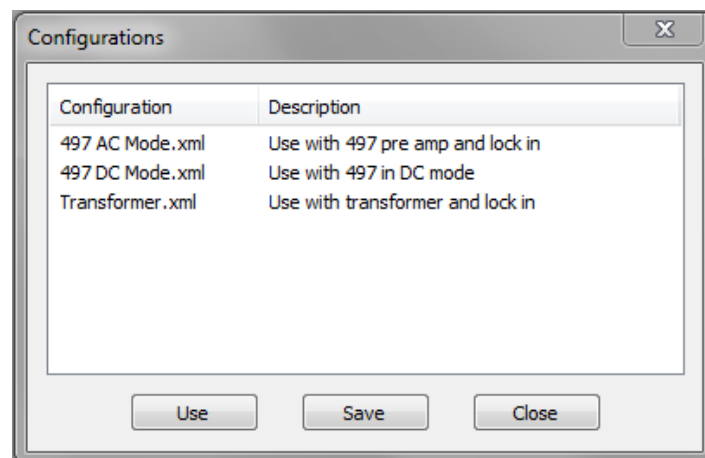 Configurations
Configuration Description
497 AC Mode.xml Use with 497 pre amp and lock in
497 DC Mode.xml Use with 497 in DC mode
Transformer.xml Use with transformer and lock in
Use Save Close